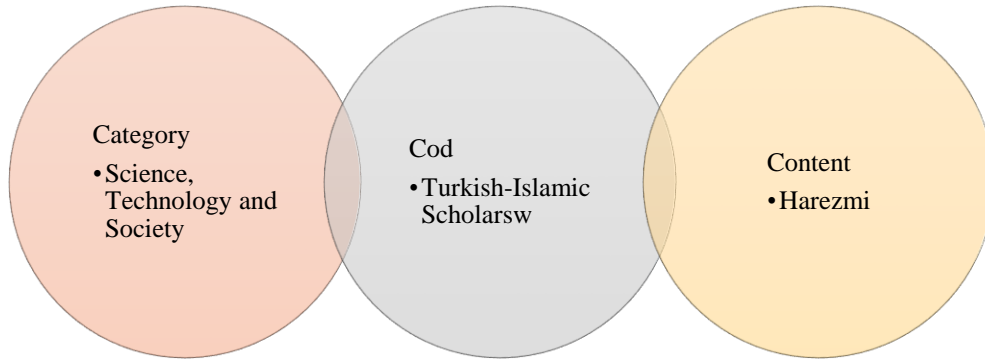 Category
•Science,
Technology and
Society
Cod
•Turkish-Islamic
Scholarsw
Content
•Harezmi